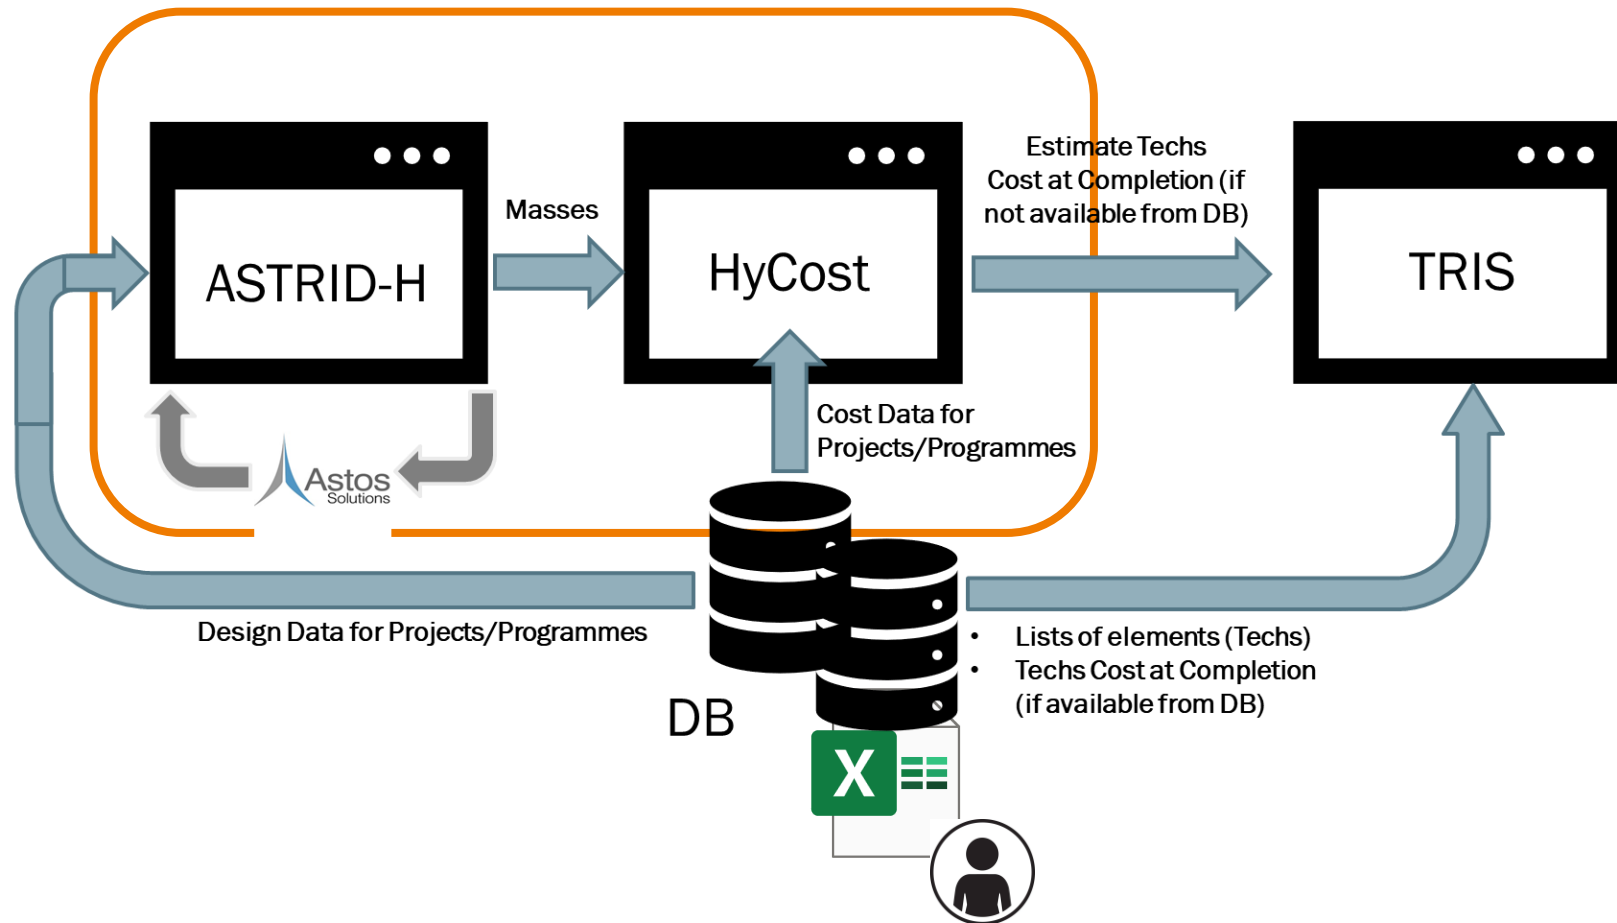 Estimate Techs
Cost at Completion (if
not available from DB)
Masses
ASTRID-H
HyCost
TRIS
Cost Data for
Projects/Programmes
Astos
Solutions
Design Data for Projects/Programmes
• Lists of elements (Techs)
• Techs Cost at Completion
(if available from DB)
DB
X